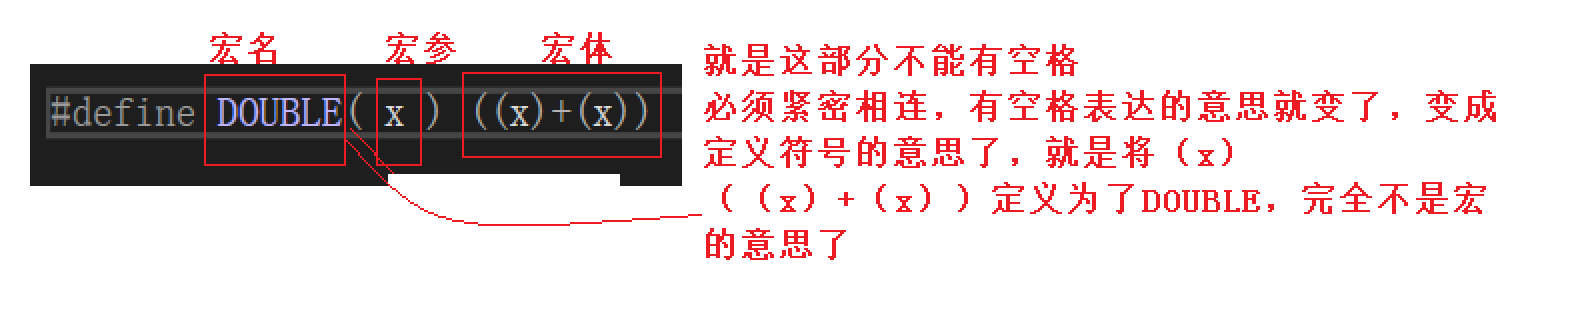 宏名 宏参 宏体
#define DOUBLE( x ) ((x)+(x))
就是这部分不能有空格
必须紧密相连，有空格表达的意思就变了，变成
定义符号的意思了，就是将（x）
（（x）+（x））定义为了DOUBLE，完全不是宏
的意思了